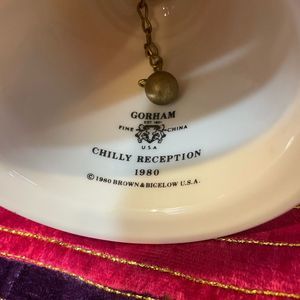 GORHAM
EST. 1831
FINE CHINA
U.S.A
CHILLY RECEPTION
1980
© 1980 BROWN & BIGELOW U.S.A.